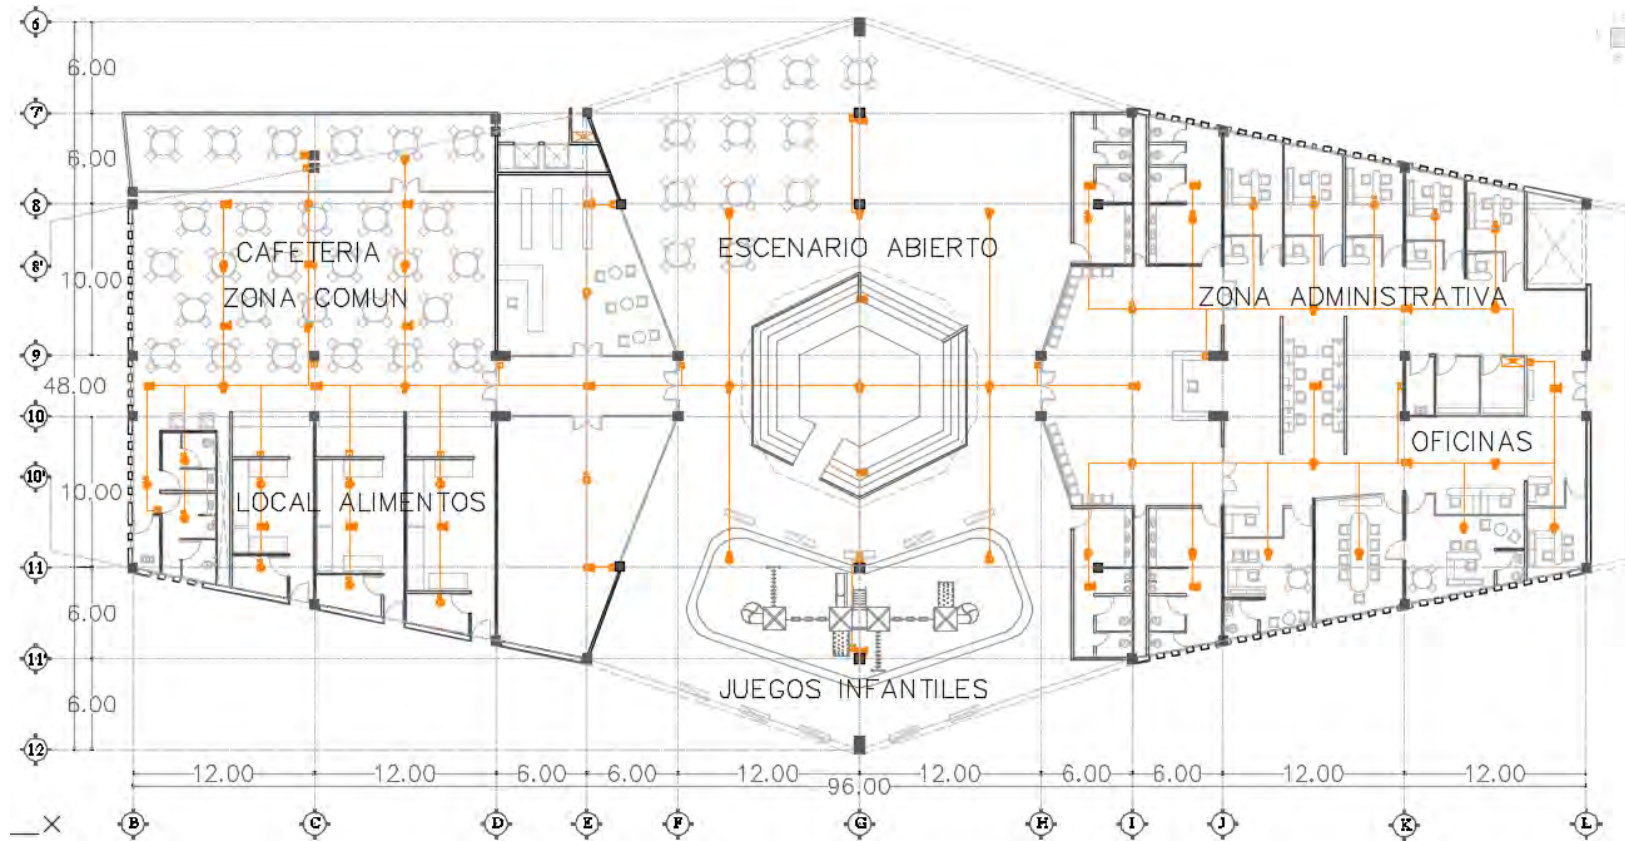 6
6.00
7'
6.00
8
ESCENARIO ABIERTO
CAFETERIA
8'
10.00
ZONA COMUN
ZONA ADMINISTRATIVA
9
48.00
10
OFICINAS
10'
10.00
LOCAL ALIMENTOS
11
6.00
11'
JUEGOS INFANTILES
6.00
12
12.00 12.00 6.00 6.00 12.00 12.00 6.00 6.00 12.00 12.00
96.00
X
B C D E F G H I J K L